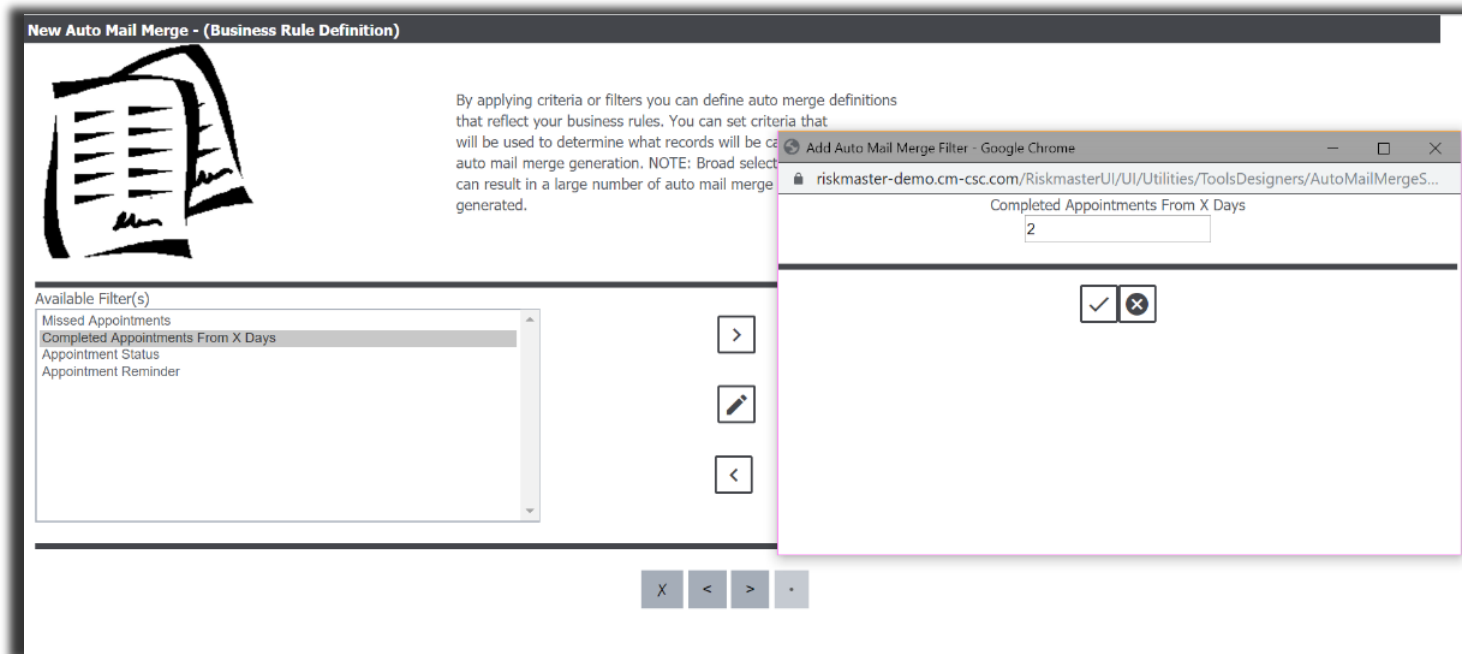 New Auto Mail Merge - (Business Rule Definition)
By applying criteria or filters you can define auto merge definitions
that reflect your business rules. You can set criteria that
will be used to determine what records will be
auto mail merge generation. NOTE: Broad select
can result in a large number of auto mail merge
generated.
Add Auto Mail Merge Filter - Google Chrome
riskmaster-demo.cm-csc.com/RiskmasterUI/UI/Utilities/ToolsDesigners/AutoMailMergeS...
Completed Appointments From X Days
2
Available Filter(s)
Missed Appointments
Completed Appointments From X Days
Appointment Status
Appointment Reminder
>
<
X < > •